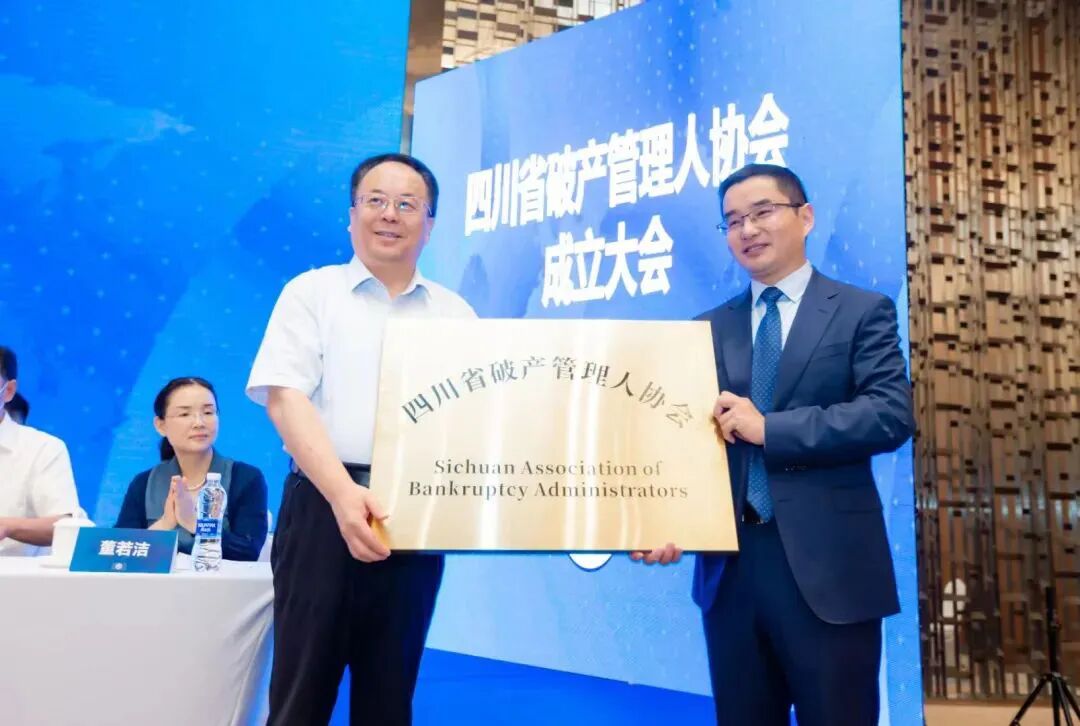 四川省破产管理人协会
成立大会
四川省破产管理人协会
Sichuan Association of
Bankruptcy Administrators
董若洁